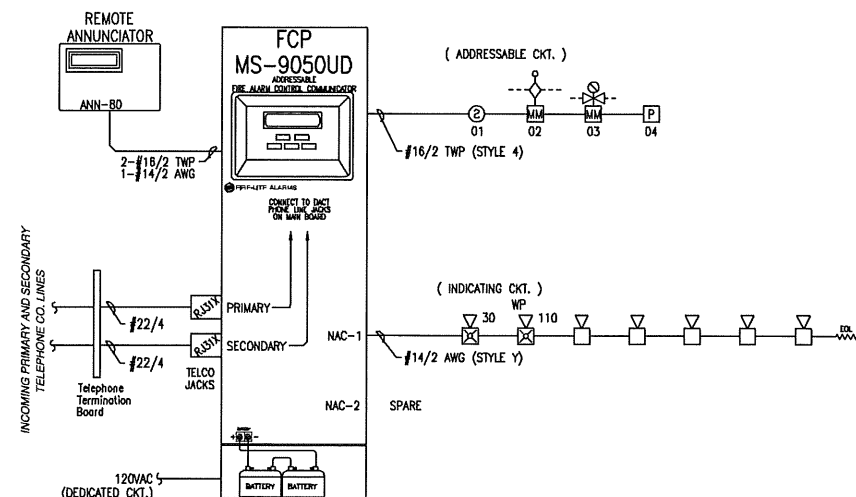 REMOTE
ANNUNCIATOR
ANN-80
2-#16/2 TWP
1-#14/2 AWG
FCP
MS-9050UD
ADDRESSABLE
FIRE ALARM CONTROL COMMUNICATOR
FIRE-LITE ALARMS
CONNECT TO DACT
PHONE LINE JACKS
ON MAIN BOARD
( ADDRESSABLE CKT. )
2
MM
MM
P
01
02
03
04
#16/2 TWP (STYLE 4)
INCOMING PRIMARY AND SECONDARY
TELEPHONE CO. LINES
#22/4
#22/4
Telephone
Termination
Board
RJ31X
RJ31X
TELCO
JACKS
PRIMARY
SECONDARY
NAC-1
NAC-2
SPARE
( INDICATING CKT. )
WP
30
110
#14/2 AWG (STYLE Y)
EOL
+
-
BATTERY
BATTERY
120VAC
(DEDICATED CKT.)